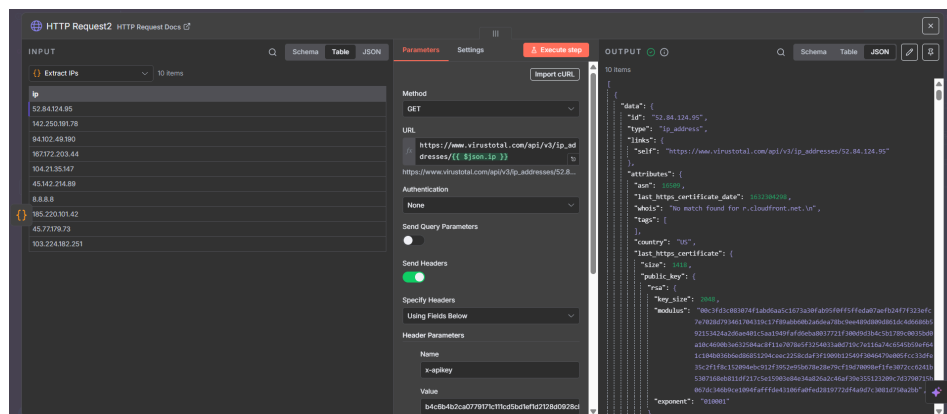 HTTP Request2 HTTP Request Docs
INPUT
Schema Table JSON
Extract IPs
10 items
ip
52.84.124.95
142.250.191.78
94.102.49.190
167.172.203.44
104.21.35.147
45.142.214.89
8.8.8.8
185.220.101.42
45.77.179.73
103.224.182.251
Parameters Settings Execute step
Import cURL
Method
GET
URL
https://www.virustotal.com/api/v3/ip_ad
dresses/{{ $json.ip }}
https://www.virustotal.com/api/v3/ip_addresses/52.8...
Authentication
None
Send Query Parameters
Send Headers
Specify Headers
Using Fields Below
Header Parameters
Name
x-apikey
Value
OUTPUT
Schema Table JSON
10 items
[
{
"data": {
"id": "52.84.124.95",
"type": "ip_address",
"links": {
"self": "https://www.virustotal.com/api/v3/ip_addresses/52.84.124.95"
},
"attributes": {
"asn": 16509,
"last_https_certificate_date": 1632304298,
"whois": "No match found for r.cloudfront.net.\n",
"tags": [
],
"country": "US",
"last_https_certificate": {
"size": 1418,
"public_key": {
"rsa": {
"key_size": 2048,
"modulus":
"exponent": "010001"